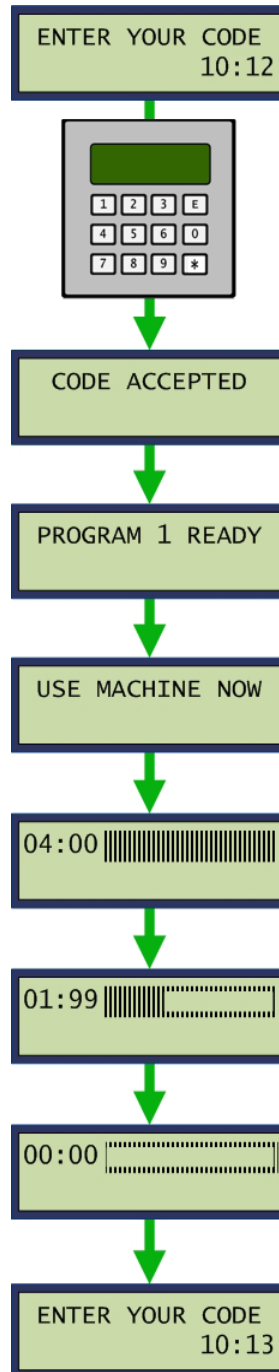 ENTER YOUR CODE
10:12
1 2 3 E
4 5 6 0
7 8 9 *
CODE ACCEPTED
PROGRAM 1 READY
USE MACHINE NOW
04:00
01:99
00:00
ENTER YOUR CODE
10:13